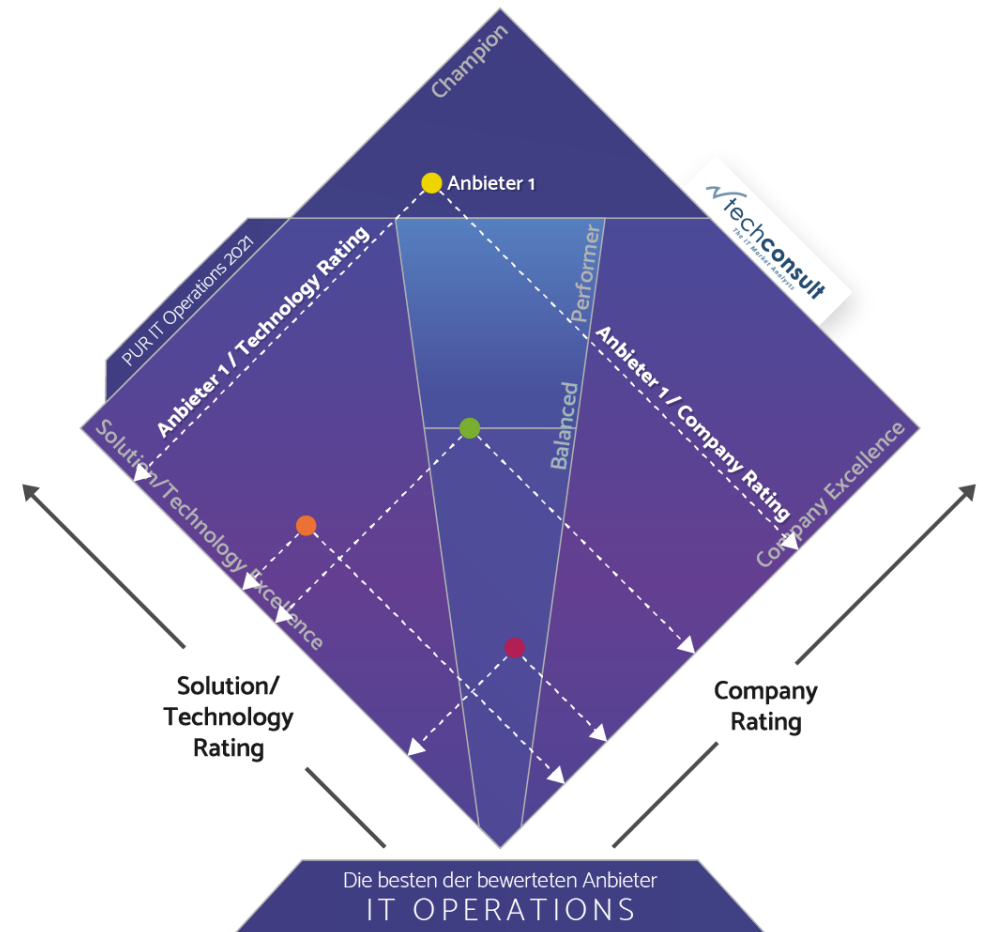 Champion
Anbieter 1
PUR IT Operations 2021
techconsult
The IT Market Analysts
Anbieter 1 / Technology Rating
Performer
Anbieter 1 / Company Rating
Balanced
Solution/Technology Excellence
Company Excellence
Solution/
Technology
Rating
Company
Rating
Die besten der bewerteten Anbieter
IT OPERATIONS